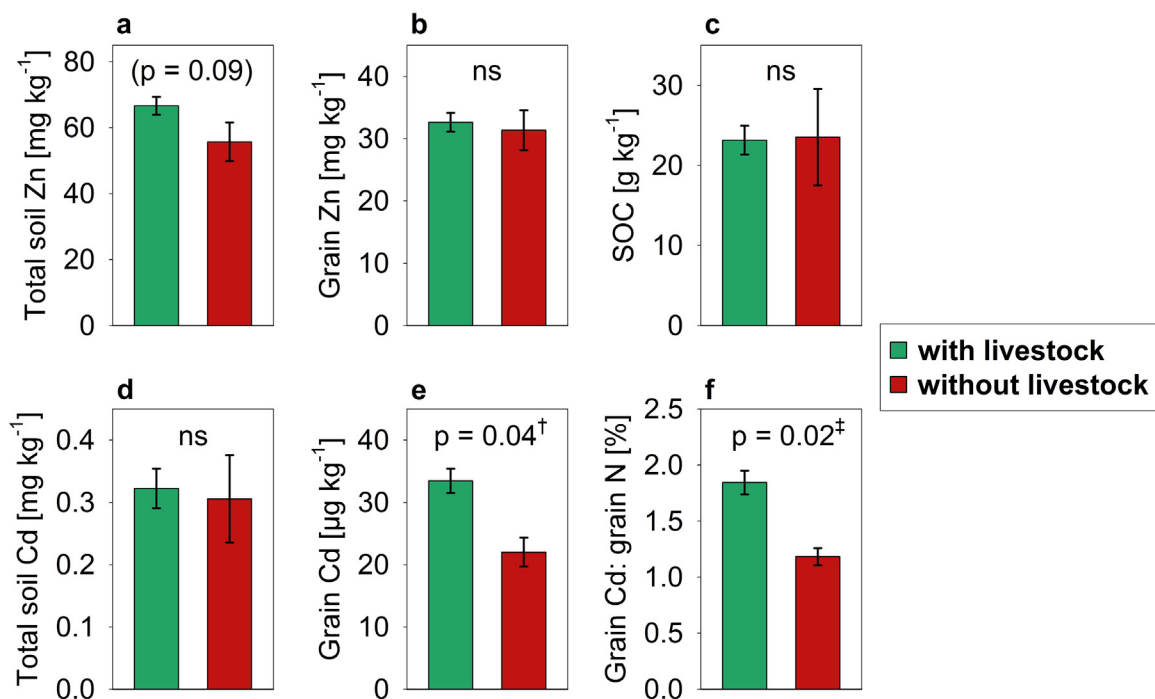 a
Total soil Zn [mg kg⁻¹]
80
60
40
20
0
(p = 0.09)
b
Grain Zn [mg kg⁻¹]
40
30
20
10
0
ns
c
SOC [g kg⁻¹]
30
20
10
0
ns
with livestock
without livestock
d
Total soil Cd [mg kg⁻¹]
0.4
0.3
0.2
0.1
0.0
ns
e
Grain Cd [µg kg⁻¹]
40
30
20
10
0
p = 0.04†
f
Grain Cd: grain N [%]
2.5
2.0
1.5
1.0
0.5
0.0
p = 0.02‡